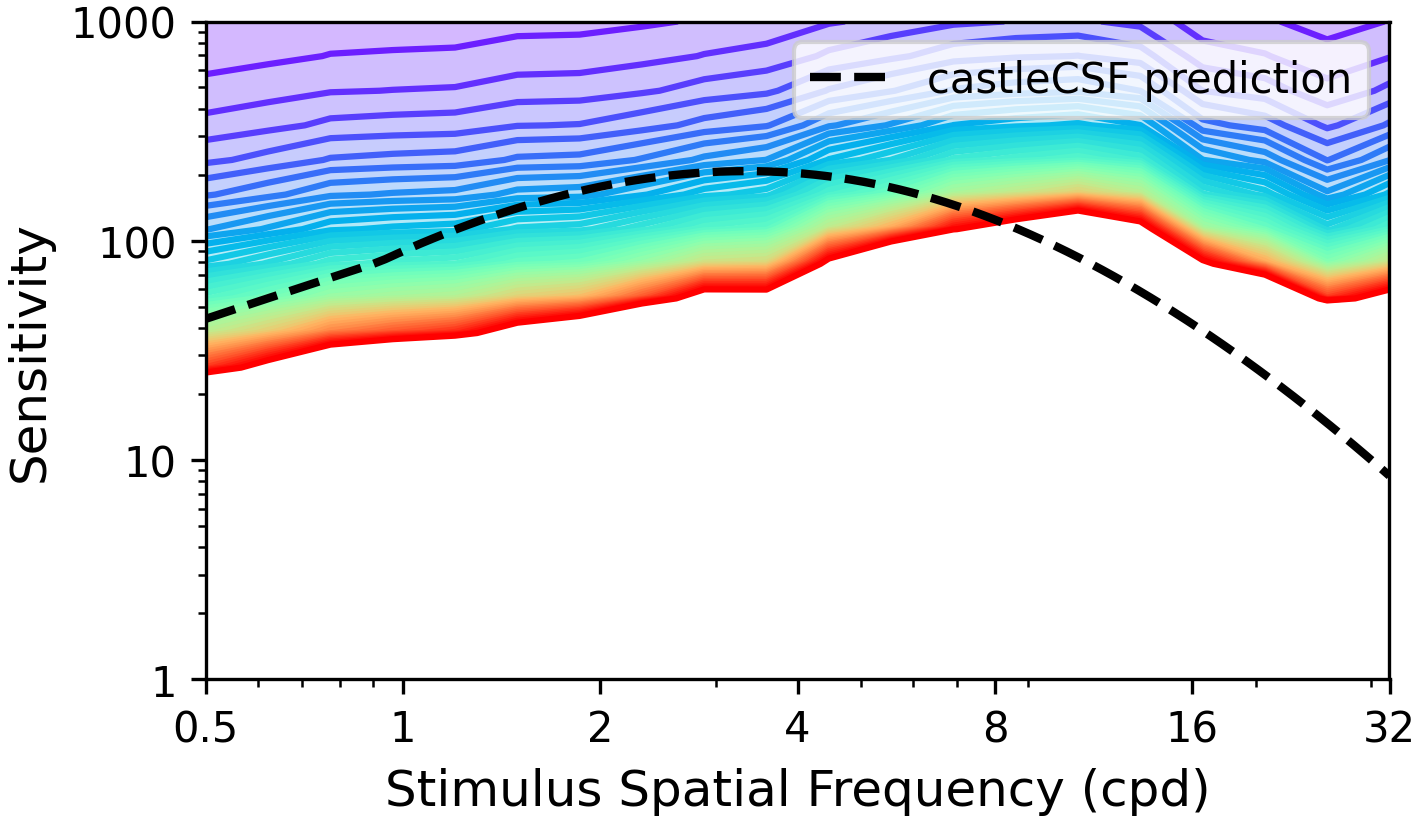 1000
castleCSF prediction
100
Sensitivity
10
1
0.5 1 2 4 8 16 32
Stimulus Spatial Frequency (cpd)